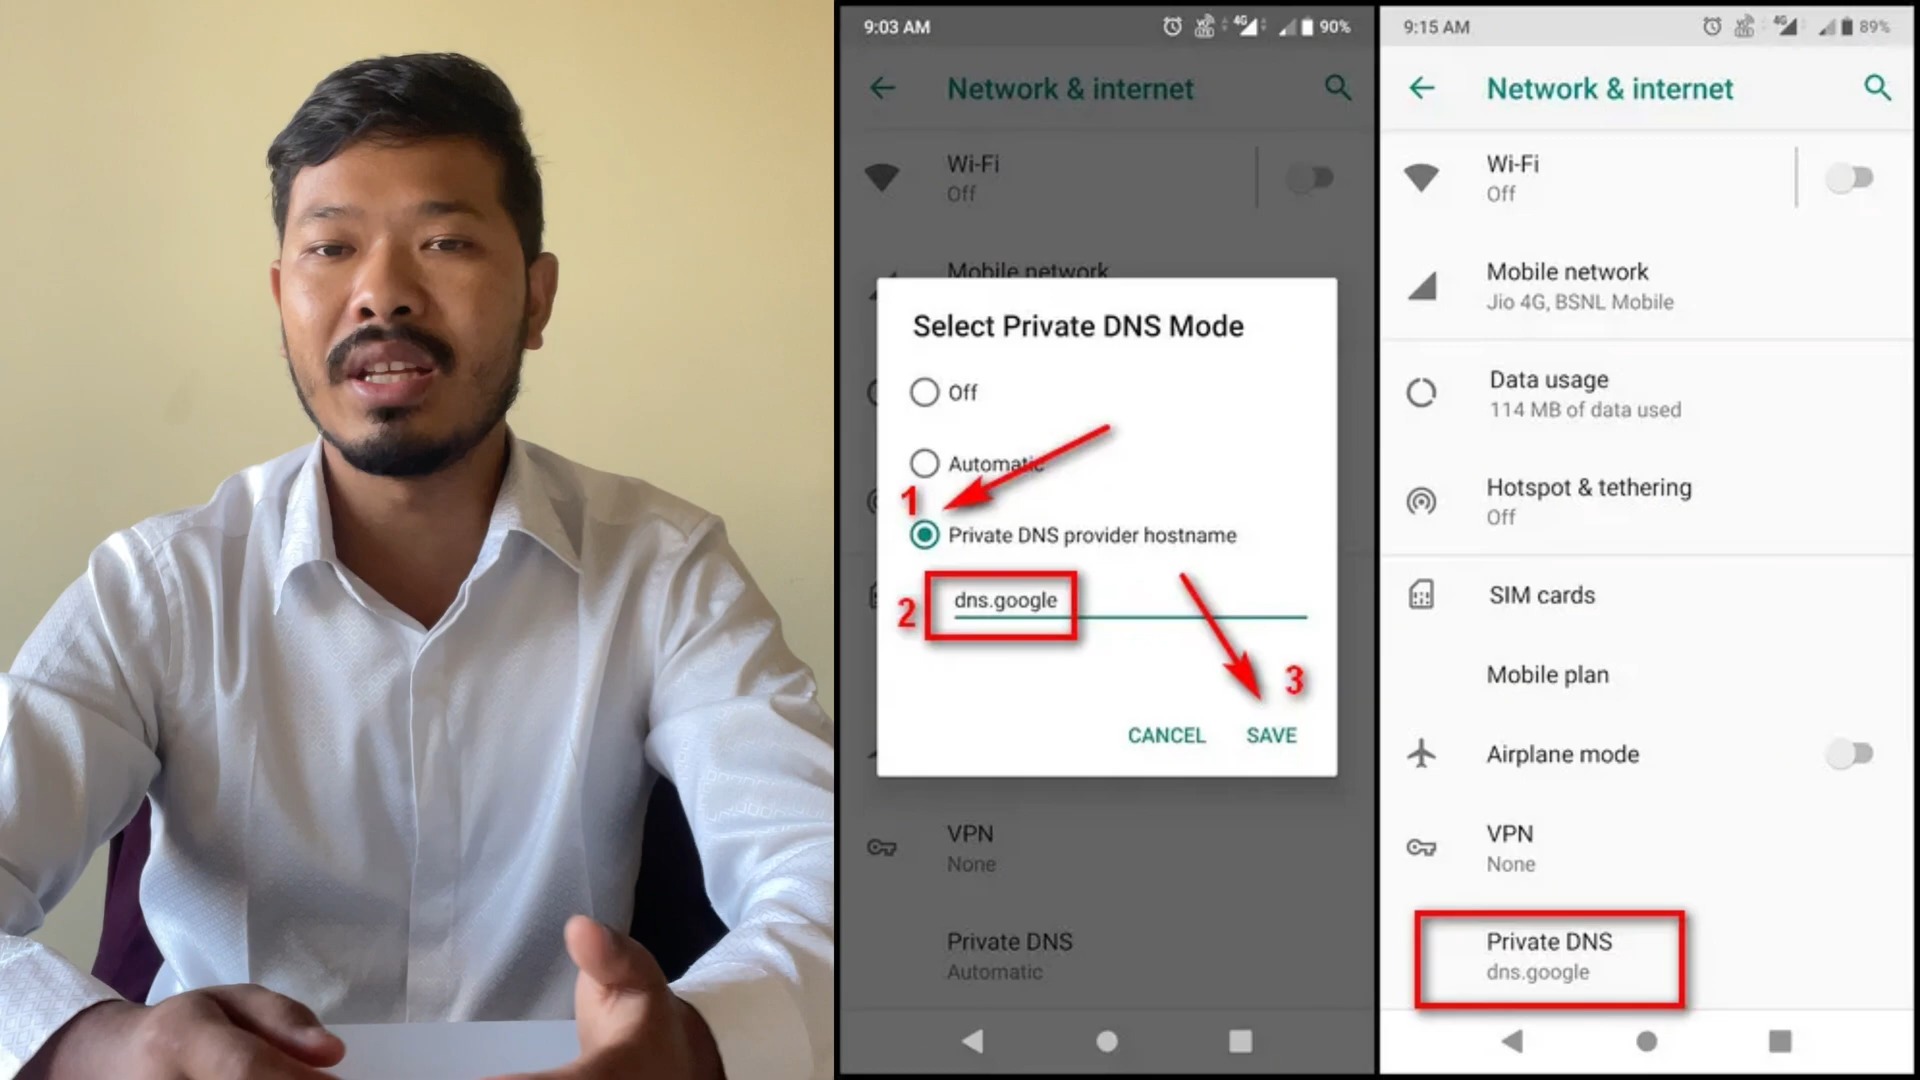 9:03 AM
4G
90%
Network & internet
Wi-Fi
Off
Mobile network
Select Private DNS Mode
Off
Automatic
1
Private DNS provider hostname
2
dns.google
3
CANCEL
SAVE
VPN
None
Private DNS
Automatic
9:15 AM
4G
89%
Network & internet
Wi-Fi
Off
Mobile network
Jio 4G, BSNL Mobile
Data usage
114 MB of data used
Hotspot & tethering
Off
SIM cards
Mobile plan
Airplane mode
VPN
None
Private DNS
dns.google